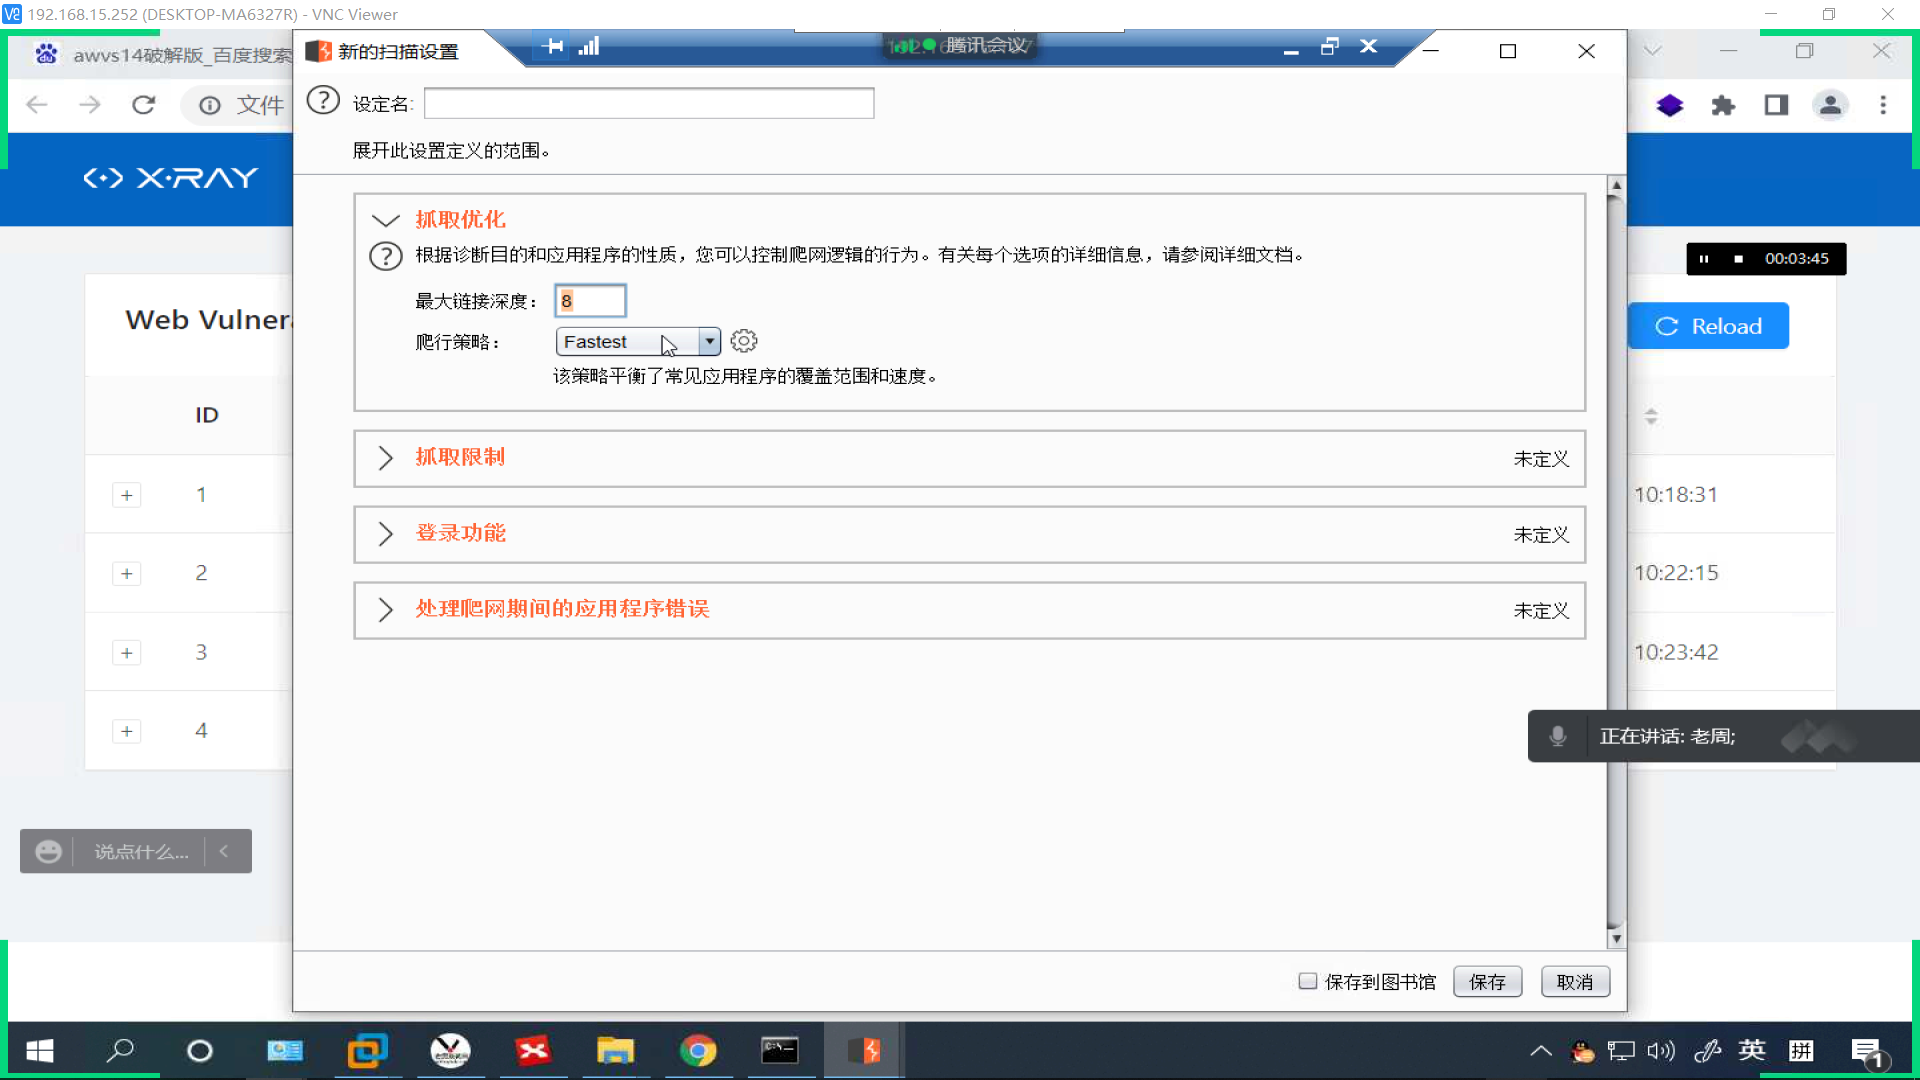 192.168.15.252 (DESKTOP-MA6327R) - VNC Viewer
awvs14破解版_百度搜索
新的扫描设置
腾讯会议
文件
设定名:
展开此设置定义的范围。
X·RAY
抓取优化
根据诊断目的和应用程序的性质，您可以控制爬网逻辑的行为。有关每个选项的详细信息，请参阅详细文档。
00:03:45
最大链接深度： 8
Web Vulner
Reload
爬行策略： Fastest
该策略平衡了常见应用程序的覆盖范围和速度。
ID
抓取限制 未定义
1 10:18:31
登录功能 未定义
2 10:22:15
处理爬网期间的应用程序错误 未定义
3 10:23:42
4
正在讲话: 老周;
说点什么...
保存到图书馆 保存 取消
英 拼 1